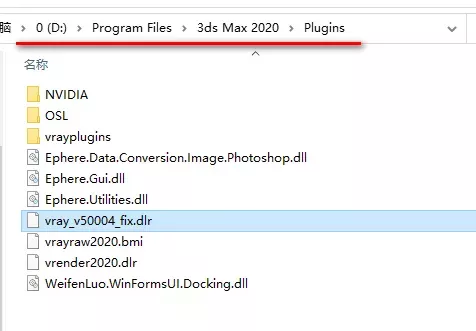 脑 > 0 (D:) > Program Files > 3ds Max 2020 > Plugins
名称
NVIDIA
OSL
vrayplugins
Ephere.Data.Conversion.Image.Photoshop.dll
Ephere.Gui.dll
Ephere.Utilities.dll
vray_v50004_fix.dlr
vrayraw2020.bmi
vrender2020.dlr
WeifenLuo.WinFormsUI.Docking.dll